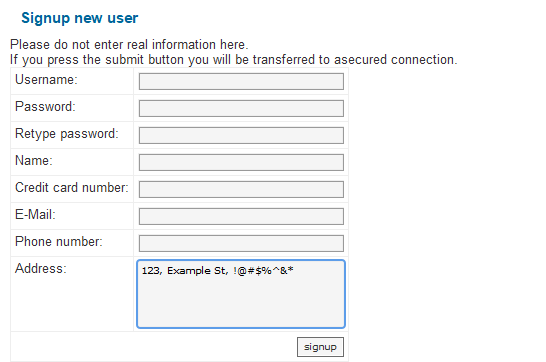 Signup new user
Please do not enter real information here.
If you press the submit button you will be transferred to asecured connection.
Username:
Password:
Retype password:
Name:
Credit card number:
E-Mail:
Phone number:
Address: 123, Example St, !@#$%^&*
signup